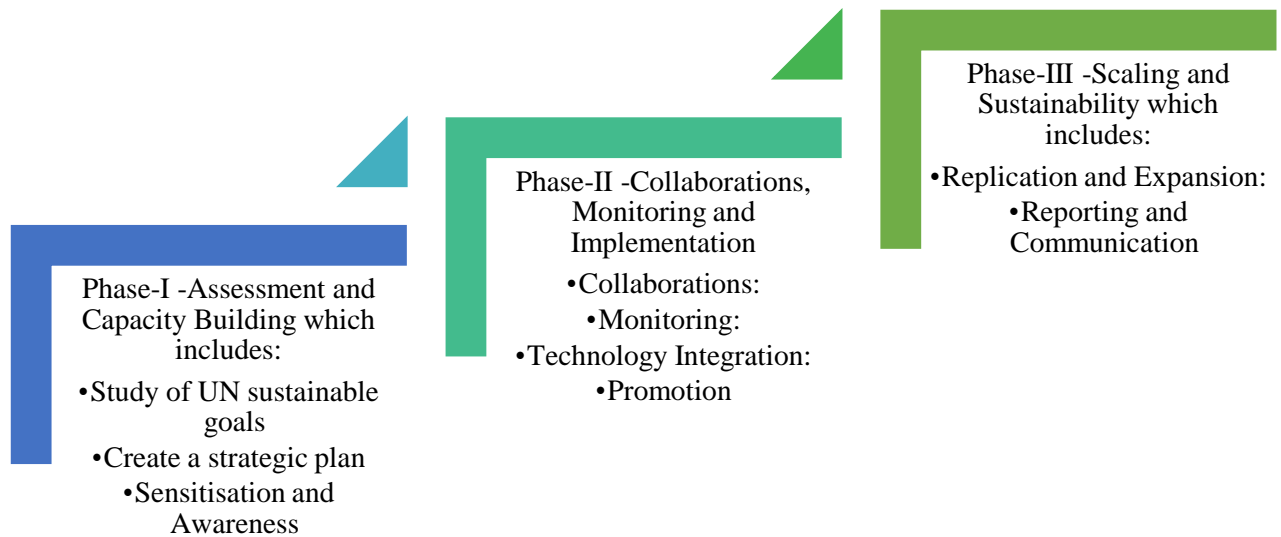 Phase-I -Assessment and
Capacity Building which
includes:
•Study of UN sustainable
goals
•Create a strategic plan
•Sensitisation and
Awareness
Phase-II -Collaborations,
Monitoring and
Implementation
•Collaborations:
•Monitoring:
•Technology Integration:
•Promotion
Phase-III -Scaling and
Sustainability which
includes:
•Replication and Expansion:
•Reporting and
Communication